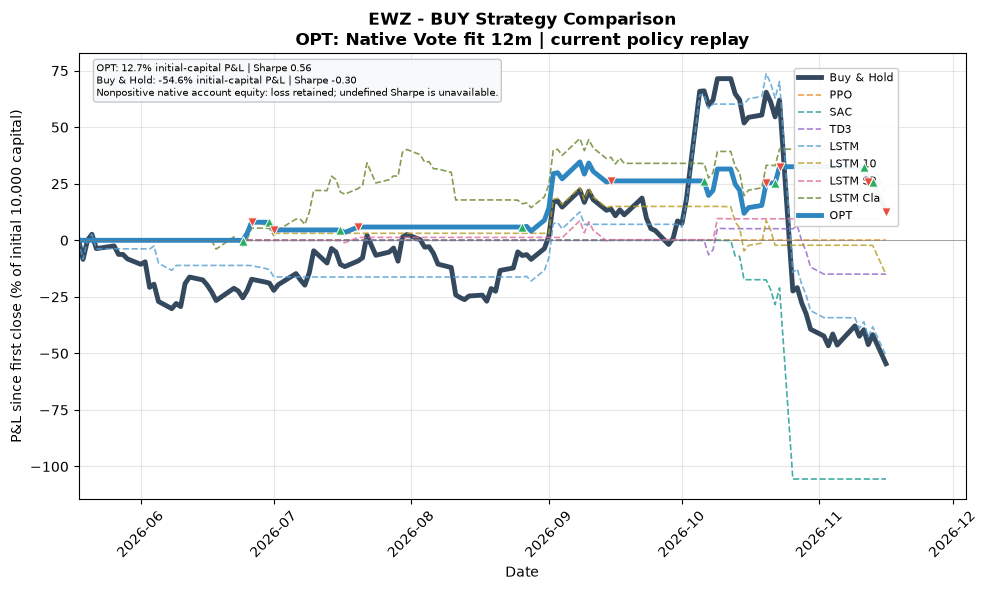 EWZ - BUY Strategy Comparison
OPT: Native Vote fit 12m | current policy replay
OPT: 12.7% initial-capital P&L | Sharpe 0.56
Buy & Hold: -54.6% initial-capital P&L | Sharpe -0.30
Nonpositive native account equity: loss retained; undefined Sharpe is unavailable.
Buy & Hold
PPO
SAC
TD3
LSTM
LSTM 10
LSTM
LSTM Cla
OPT
75
50
25
0
−25
−50
−75
−100
P&L since first close (% of initial 10,000 capital)
2026-06
2026-07
2026-08
2026-09
2026-10
2026-11
2026-12
Date